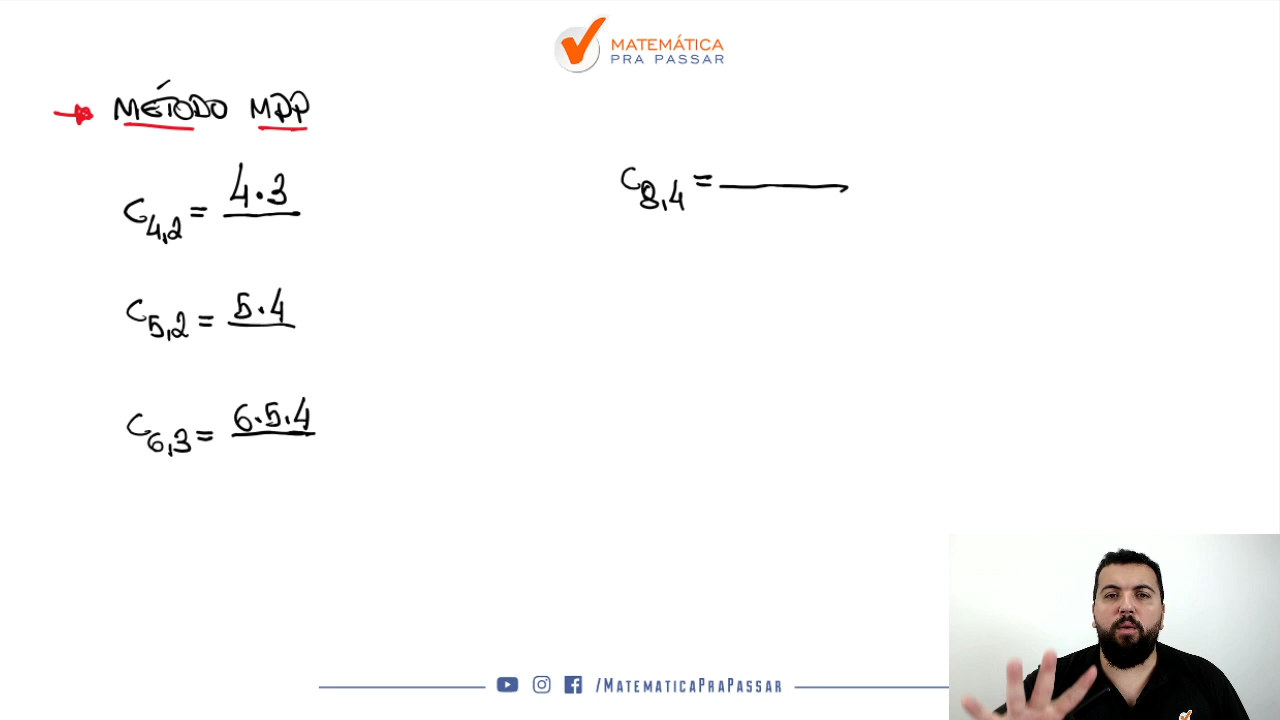 MATEMÁTICA
PRA PASSAR
MÉTODO MPP
C4,2 = 4.3
C5,2 = 5.4
C6,3 = 6.5.4
C8,4 =
/MATEMATICAPRAPASSAR